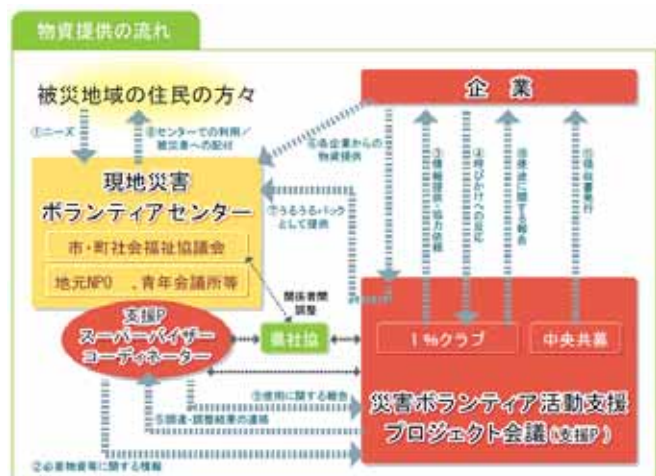 物資提供の流れ
被災地域の住民の方々
企業
①ニーズ
⑧センターでの利用／
被災者への配付
⑥各企業からの
物資提供
③情報提供・協力依頼
④呼びかけへの反応
⑩使途に関する報告
⑪領収書発行
現地災害
ボランティアセンター
市・町社会福祉協議会
地元NPO 、青年会議所等
⑦うるうるパック
として提供
関係者間
調整
支援P
スーパーバイザー
コーディネーター
県社協
1％クラブ
中央共募
災害ボランティア活動支援
プロジェクト会議（支援P）
⑨使用に関する報告
⑤調達・調整結果の連絡
②必要物資等に関する情報